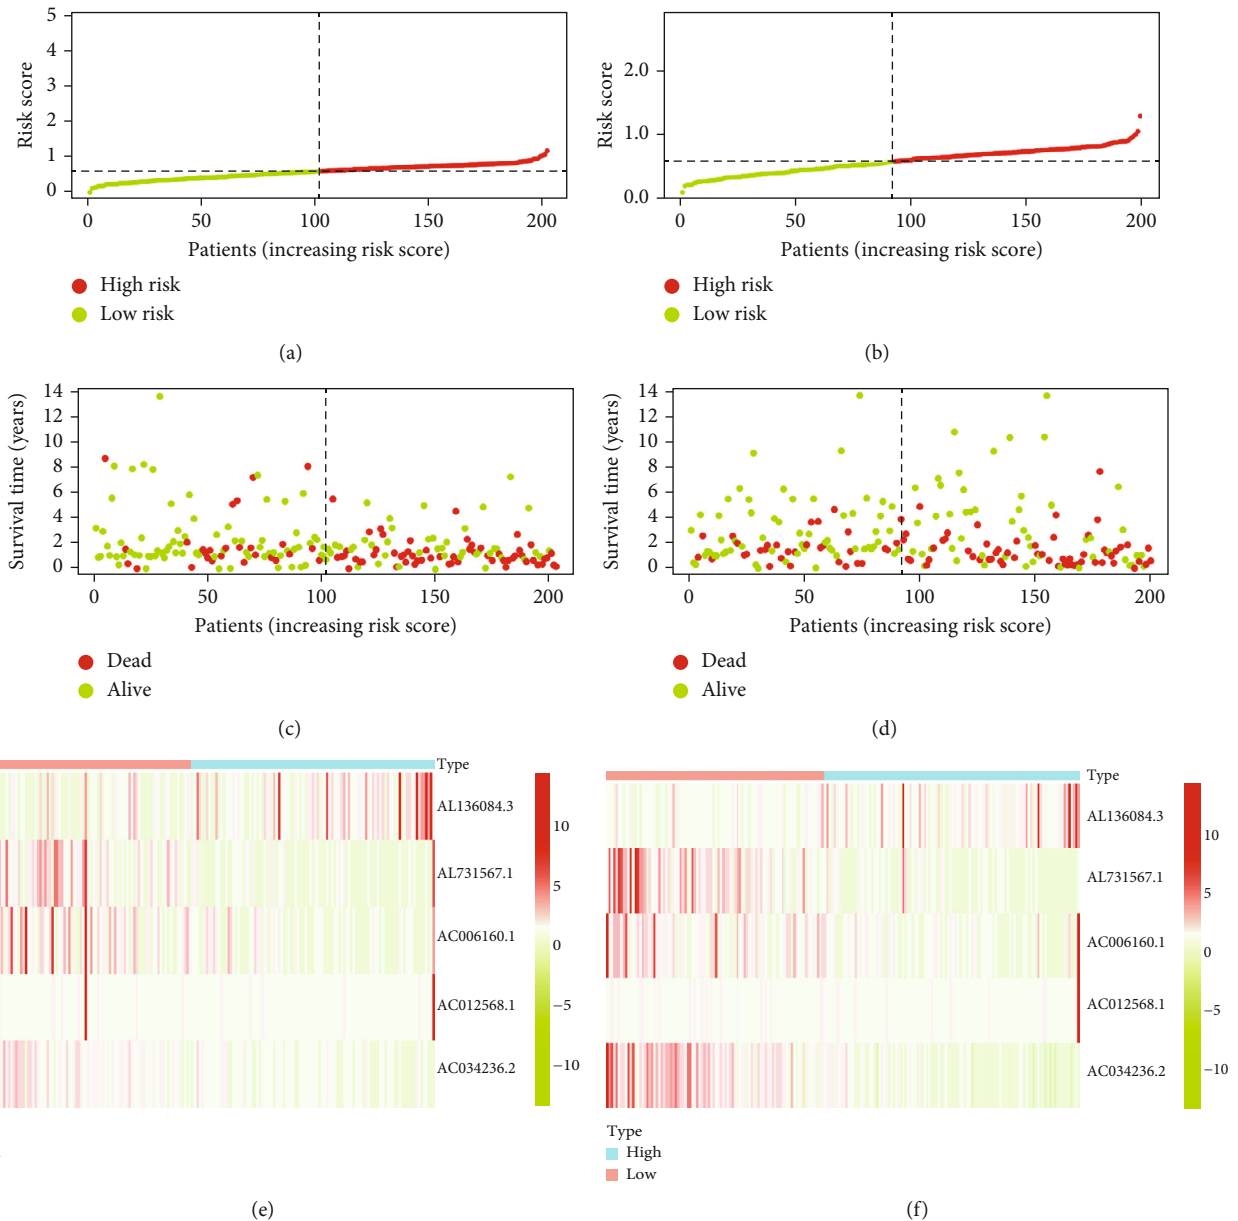 5
4
3
2
1
0
Risk score
0 50 100 150 200
Patients (increasing risk score)
High risk
Low risk
(a)
2.0
1.0
0.0
Risk score
0 50 100 150 200
Patients (increasing risk score)
High risk
Low risk
(b)
14
12
10
8
6
4
2
0
Survival time (years)
0 50 100 150 200
Patients (increasing risk score)
Dead
Alive
(c)
14
12
10
8
6
4
2
0
Survival time (years)
0 50 100 150 200
Patients (increasing risk score)
Dead
Alive
(d)
Type
AL136084.3
AL731567.1
AC006160.1
AC012568.1
AC034236.2
10
5
0
−5
−10
(e)
Type
AL136084.3
AL731567.1
AC006160.1
AC012568.1
AC034236.2
10
5
0
−5
−10
Type
High
Low
(f)